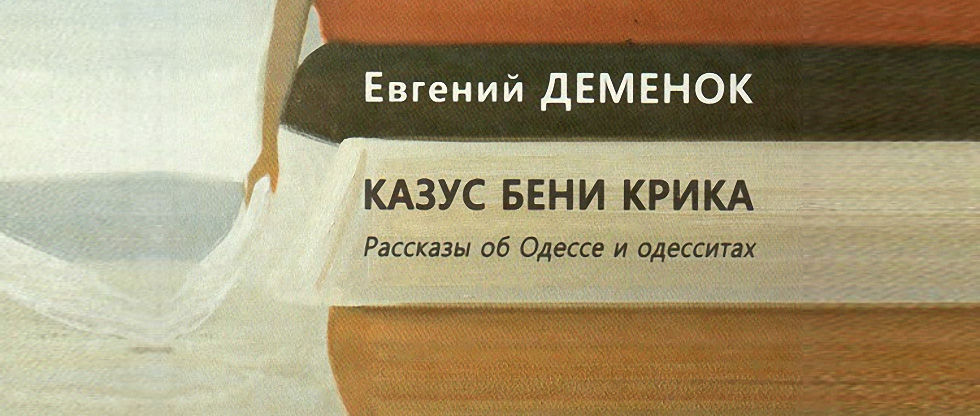 Евгений ДЕМЕНОК
КАЗУС БЕНИ КРИКА
Рассказы об Одессе и одесситах